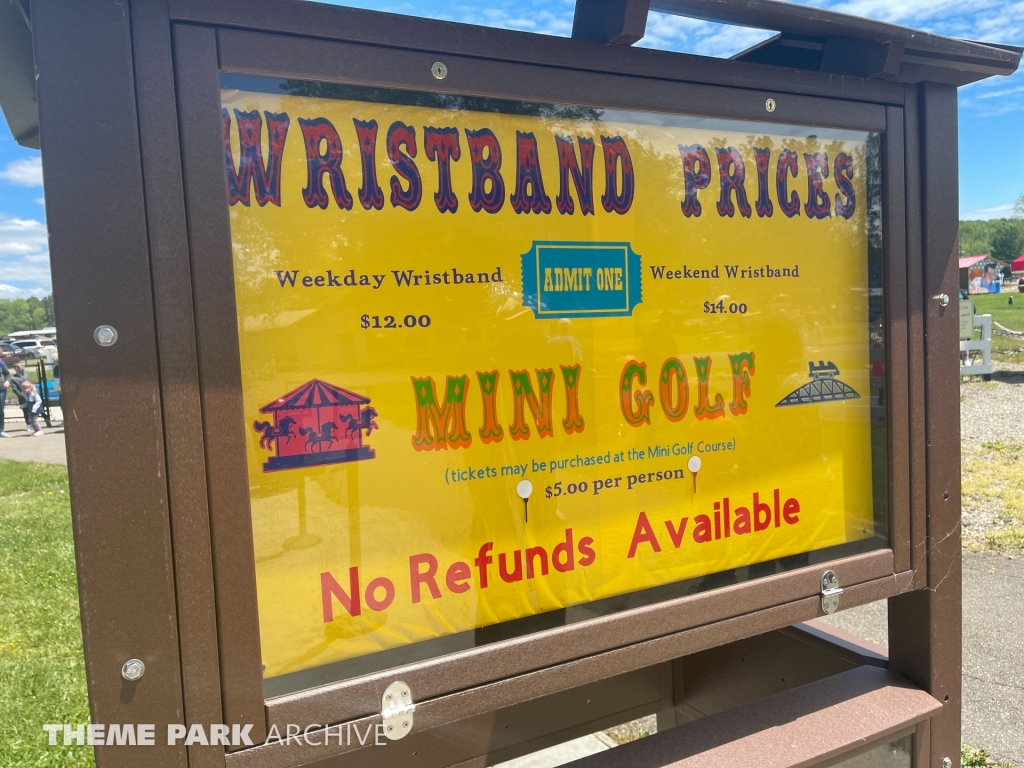 WRISTBAND PRICES
Weekday Wristband
$12.00
ADMIT ONE
Weekend Wristband
$14.00
MINI GOLF
(tickets may be purchased at the Mini Golf Course)
$5.00 per person
No Refunds Available
THEME PARK ARCHIVE